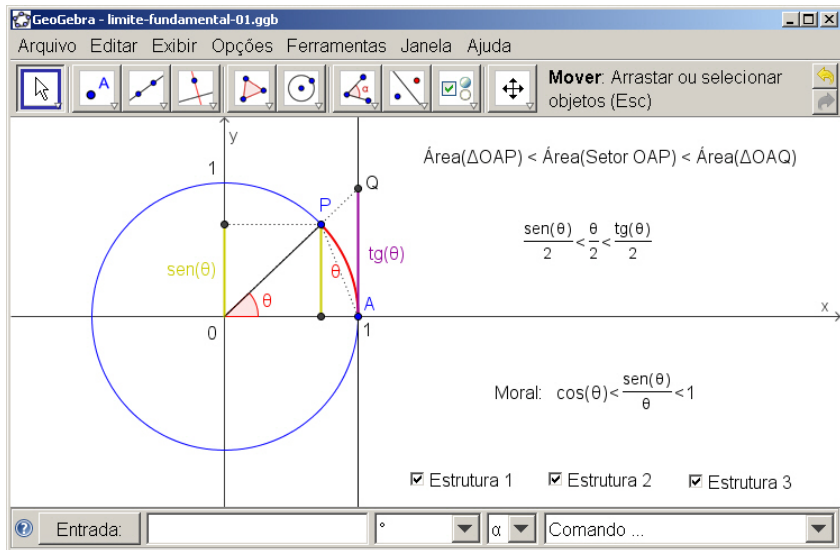 GeoGebra - limite-fundamental-01.ggb
Arquivo Editar Exibir Opções Ferramentas Janela Ajuda
A
α
Mover: Arrastar ou selecionar
objetos (Esc)
y
1
Área(ΔOAP) < Área(Setor OAP) < Área(ΔOAQ)
Q
P
sen(θ)/2 < θ/2 < tg(θ)/2
tg(θ)
sen(θ)
θ
θ
A
x
0
1
Moral: cos(θ) < sen(θ)/θ < 1
Estrutura 1 Estrutura 2 Estrutura 3
Entrada: ° α Comando ...